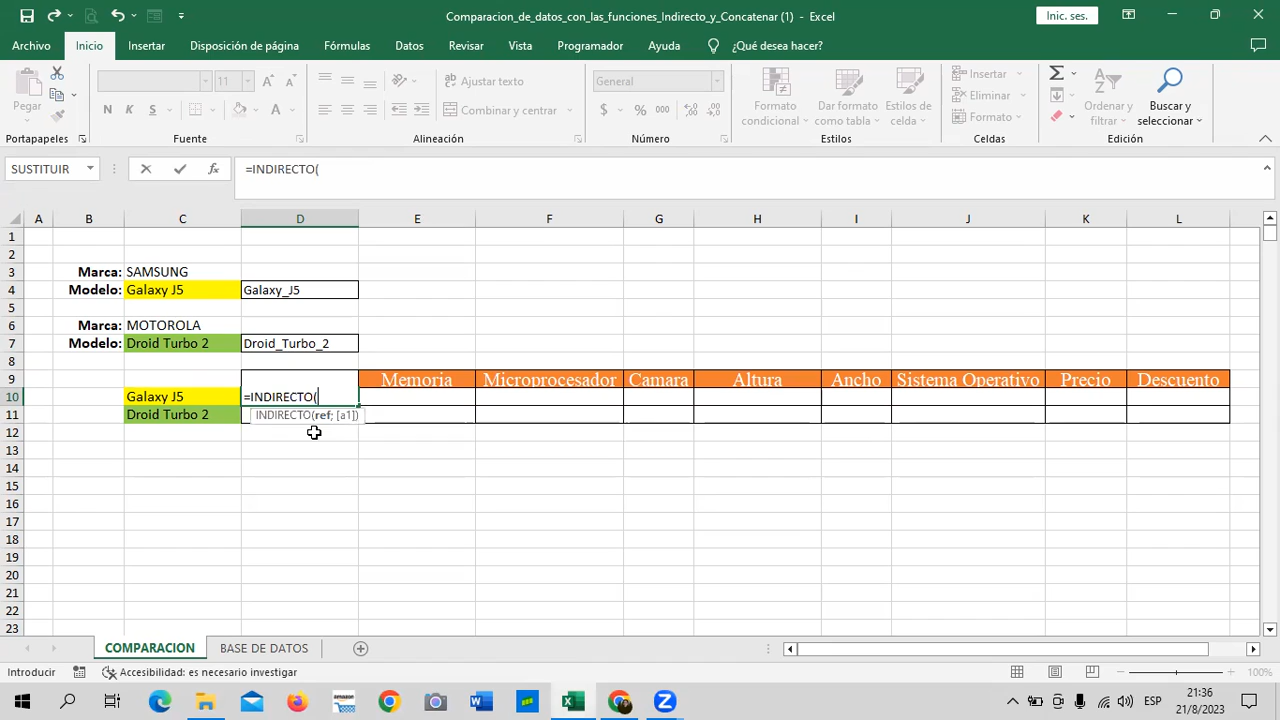 Comparacion_de_datos_con_las_funciones_Indirecto_y_Concatenar (1) - Excel
Inic. ses.
Archivo Inicio Insertar Disposición de página Fórmulas Datos Revisar Vista Programador Ayuda ¿Qué desea hacer?
Pegar
11
N K S
Ajustar texto
Combinar y centrar
General
$ % 000
Formato condicional
Dar formato como tabla
Estilos de celda
Insertar
Eliminar
Formato
Ordenar y filtrar
Buscar y seleccionar
Portapapeles Fuente Alineación Número Estilos Celdas Edición
SUSTITUIR fx =INDIRECTO(
A B C D E F G H I J K L
1
2
3 Marca: SAMSUNG
4 Modelo: Galaxy J5 Galaxy_J5
5
6 Marca: MOTOROLA
7 Modelo: Droid Turbo 2 Droid_Turbo_2
8
9 Memoria Microprocesador Camara Altura Ancho Sistema Operativo Precio Descuento
10 Galaxy J5 =INDIRECTO(
11 Droid Turbo 2 INDIRECTO(ref; [a1])
12
13
14
15
16
17
18
19
20
21
22
23
COMPARACION BASE DE DATOS
Introducir Accesibilidad: es necesario investigar 100%
amazon
ESP
21:36
21/8/2023